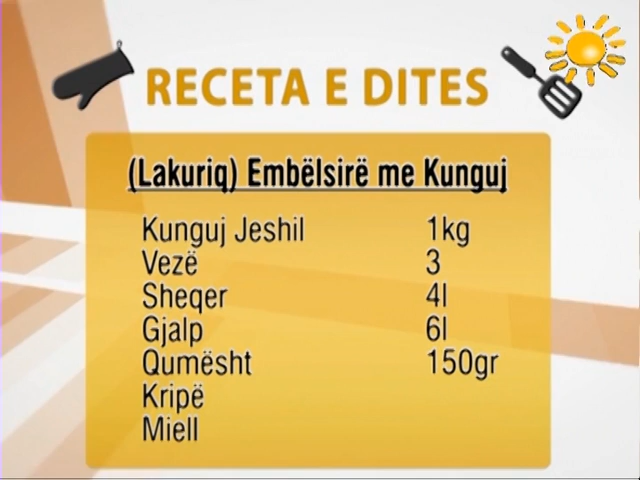 RECETA E DITES
(Lakuriq) Embëlsirë me Kunguj
Kunguj Jeshil 1kg
Vezë 3
Sheqer 4l
Gjalp 6l
Qumësht 150gr
Kripë
Miell